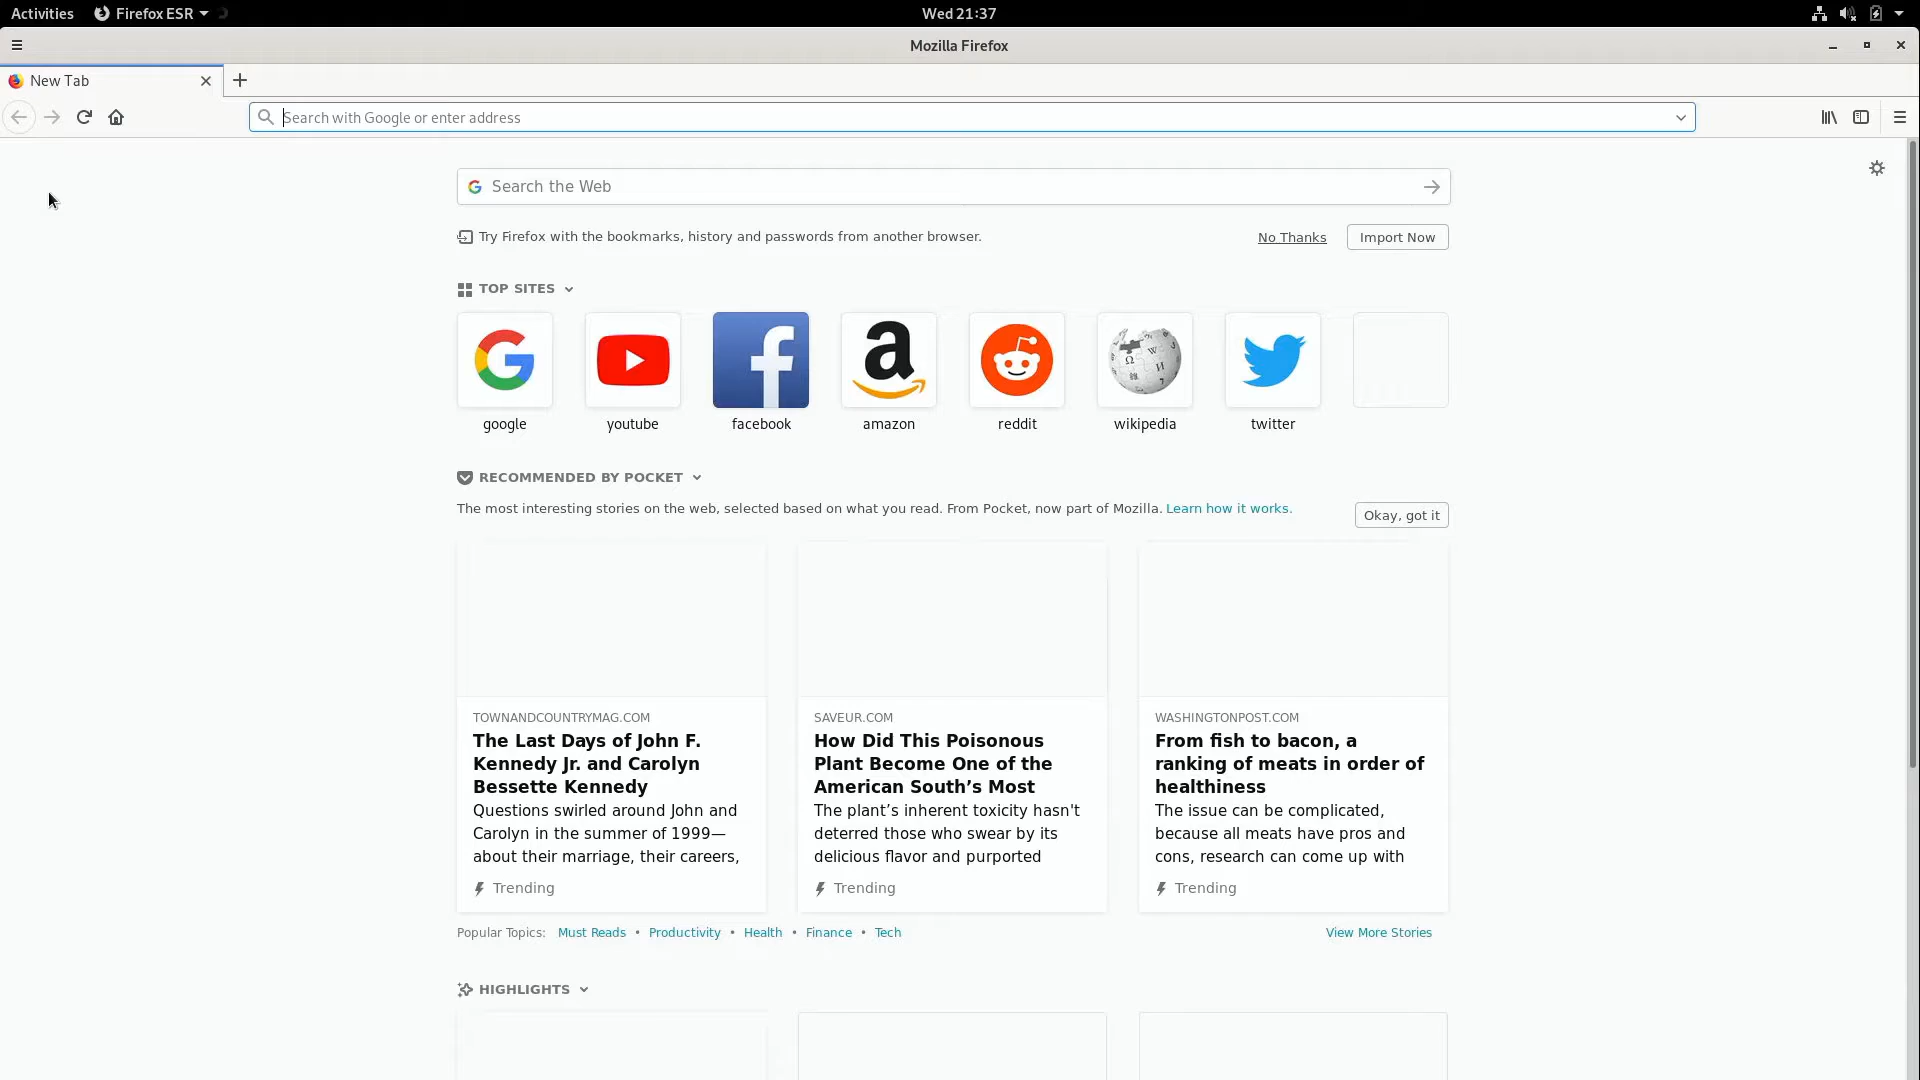 Activities Firefox ESR Wed 21:37
Mozilla Firefox
New Tab
Search with Google or enter address
Search the Web
Try Firefox with the bookmarks, history and passwords from another browser. No Thanks Import Now
TOP SITES
google youtube facebook amazon reddit wikipedia twitter
RECOMMENDED BY POCKET
The most interesting stories on the web, selected based on what you read. From Pocket, now part of Mozilla. Learn how it works. Okay, got it
TOWNANDCOUNTRYMAG.COM
The Last Days of John F.
Kennedy Jr. and Carolyn
Bessette Kennedy
Questions swirled around John and
Carolyn in the summer of 1999—
about their marriage, their careers,
Trending
SAVEUR.COM
How Did This Poisonous
Plant Become One of the
American South’s Most
The plant’s inherent toxicity hasn't
deterred those who swear by its
delicious flavor and purported
Trending
WASHINGTONPOST.COM
From fish to bacon, a
ranking of meats in order of
healthiness
The issue can be complicated,
because all meats have pros and
cons, research can come up with
Trending
Popular Topics: Must Reads • Productivity • Health • Finance • Tech View More Stories
HIGHLIGHTS